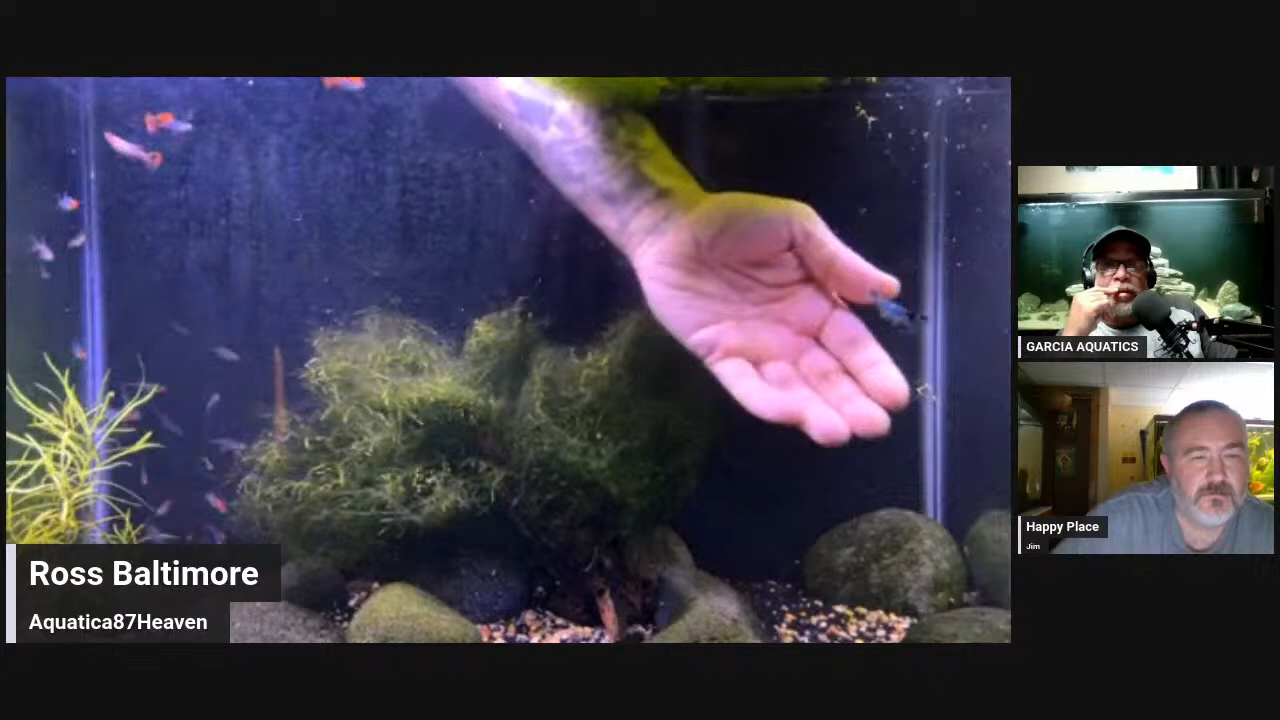 Ross Baltimore
Aquatica87Heaven
GARCIA AQUATICS
Happy Place
Jim